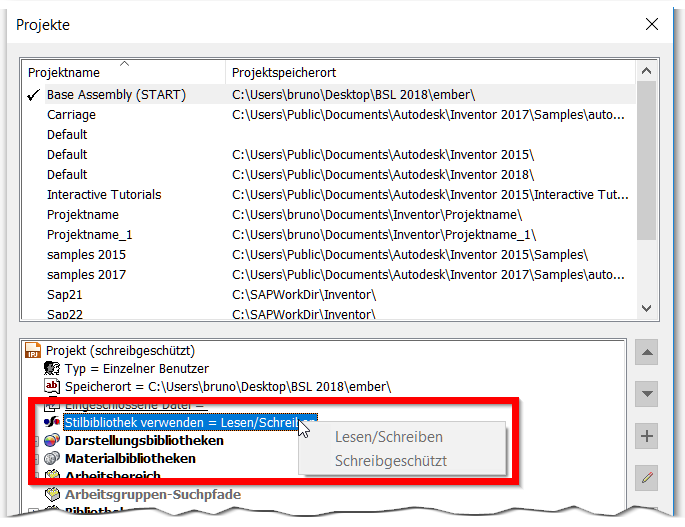 Projekte
Projektname Projektspeicherort
Base Assembly (START) C:\Users\bruno\Desktop\BSL 2018\ember\
Carriage C:\Users\Public\Documents\Autodesk\Inventor 2017\Samples\auto...
Default
Default C:\Users\Public\Documents\Autodesk\Inventor 2015\
Default C:\Users\Public\Documents\Autodesk\Inventor 2018\
Interactive Tutorials C:\Users\Public\Documents\Autodesk\Inventor 2015\Interactive Tut...
Projektname C:\Users\bruno\Documents\Inventor\Projektname\
Projektname_1 C:\Users\bruno\Documents\Inventor\Projektname_1\
samples 2015 C:\Users\Public\Documents\Autodesk\Inventor 2015\Samples\
samples 2017 C:\Users\Public\Documents\Autodesk\Inventor 2017\Samples\
Sap21 C:\SAPWorkDir\Inventor\
Sap22 C:\SAPWorkDir\Inventor\
IPJ Projekt (schreibgeschützt)
Typ = Einzelner Benutzer
ab Speicherort = C:\Users\bruno\Desktop\BSL 2018\ember\
Eingeschlossene Datei =
Stilbibliothek verwenden = Lesen/Schreiben
Darstellungsbibliotheken
Lesen/Schreiben
Materialbibliotheken
Schreibgeschützt
Arbeitsbereich
Arbeitsgruppen-Suchpfade